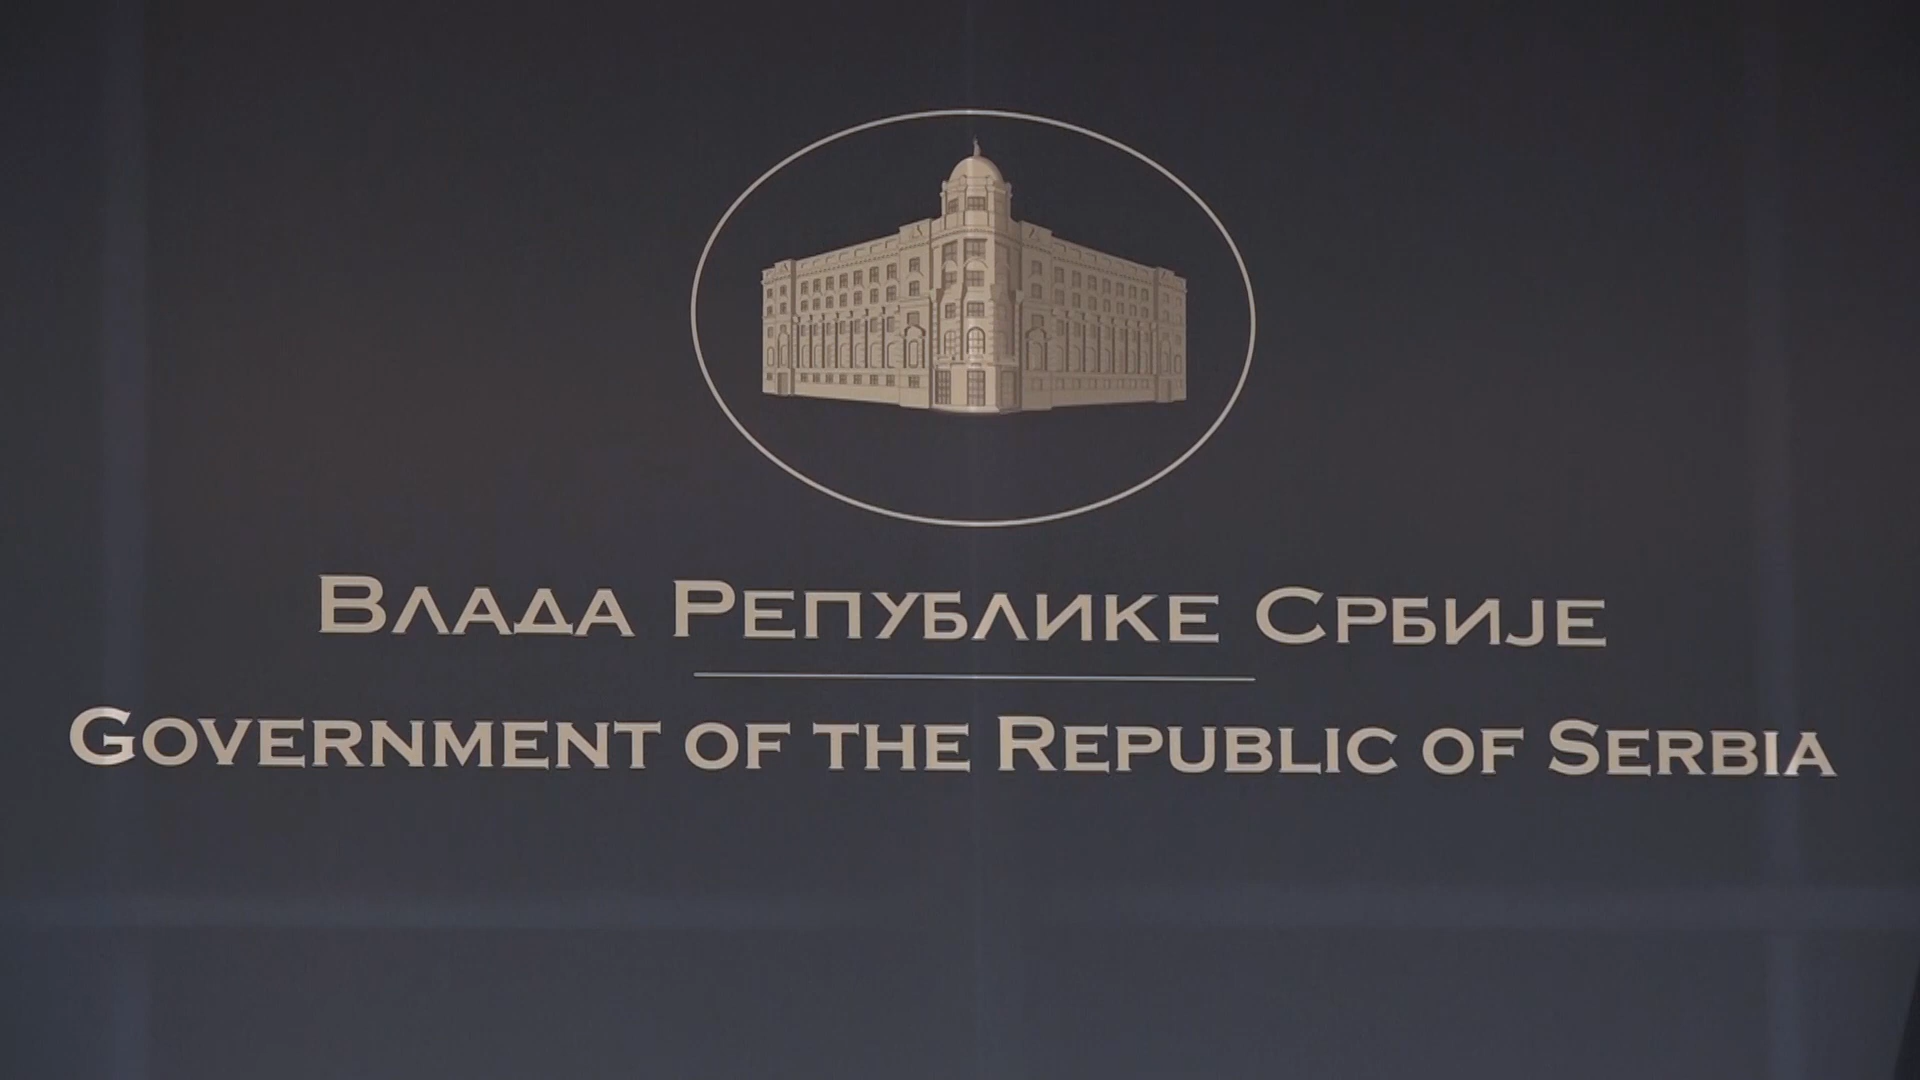 Влада Републике Србије
Government of the Republic of Serbia